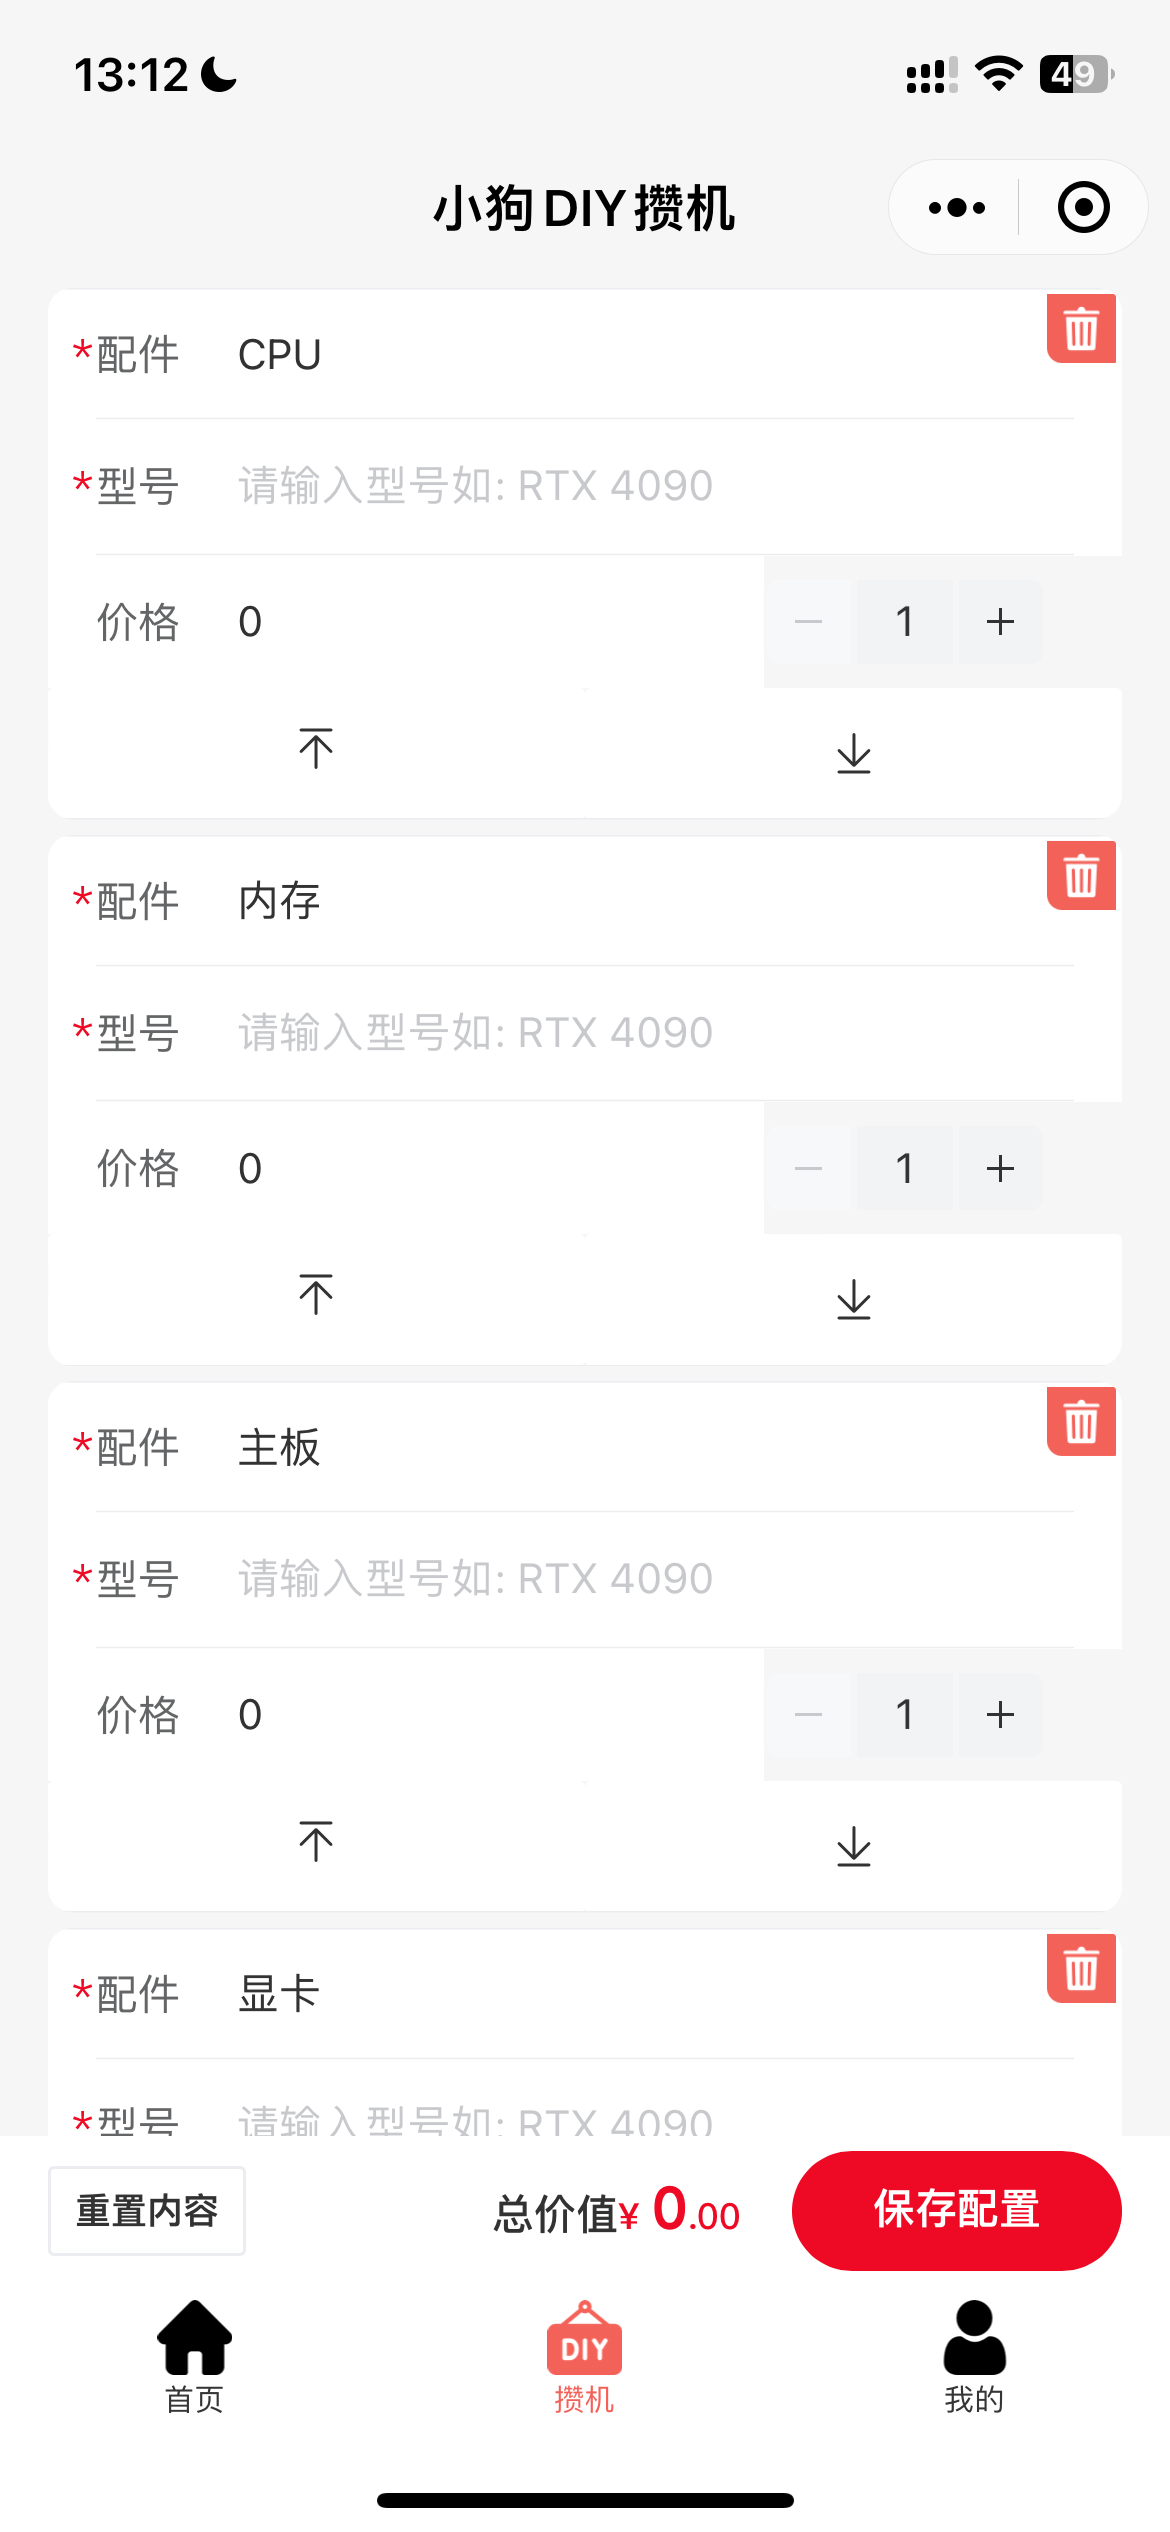 13:12
49
小狗DIY攒机
*配件 CPU
*型号 请输入型号如: RTX 4090
价格 0 1
*配件 内存
*型号 请输入型号如: RTX 4090
价格 0 1
*配件 主板
*型号 请输入型号如: RTX 4090
价格 0 1
*配件 显卡
*型号 请输入型号如: RTX 4090
重置内容 总价值¥ 0.00 保存配置
DIY
首页 攒机 我的